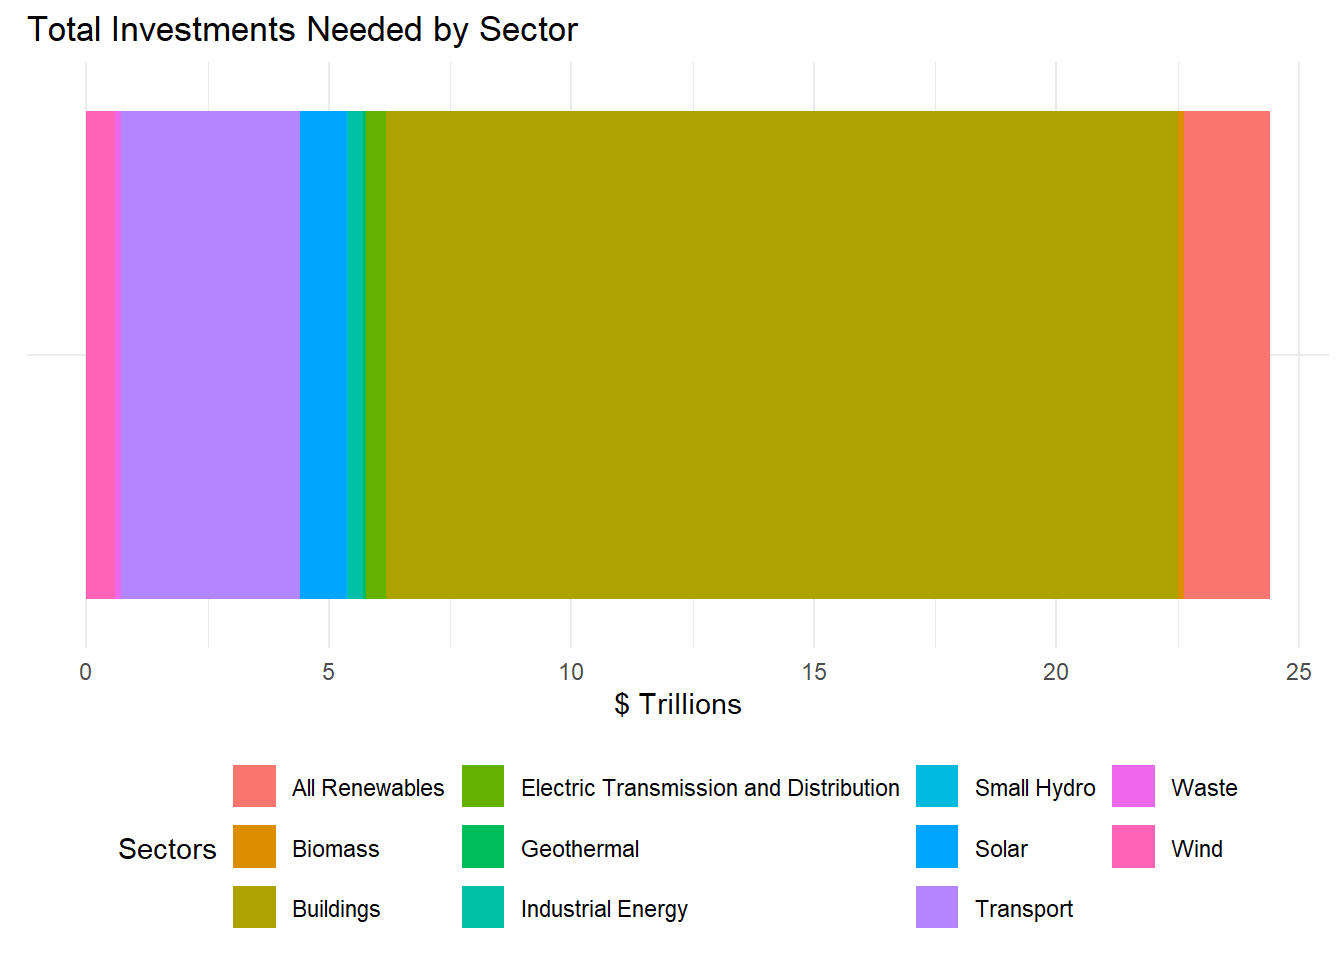 Total Investments Needed by Sector
0 5 10 15 20 25
$ Trillions
All Renewables Electric Transmission and Distribution Small Hydro Waste
Sectors Biomass Geothermal Solar Wind
Buildings Industrial Energy Transport